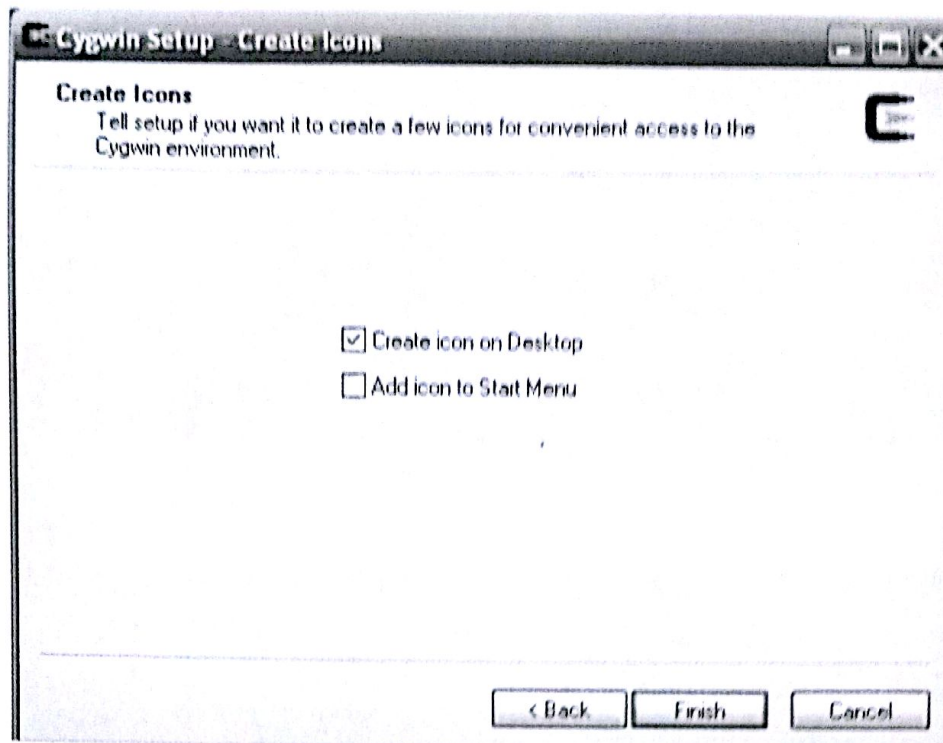 Cygwin Setup - Create Icons
Create Icons
Tell setup if you want it to create a few icons for convenient access to the
Cygwin environment.
Create icon on Desktop
Add icon to Start Menu
< Back
Finish
Cancel